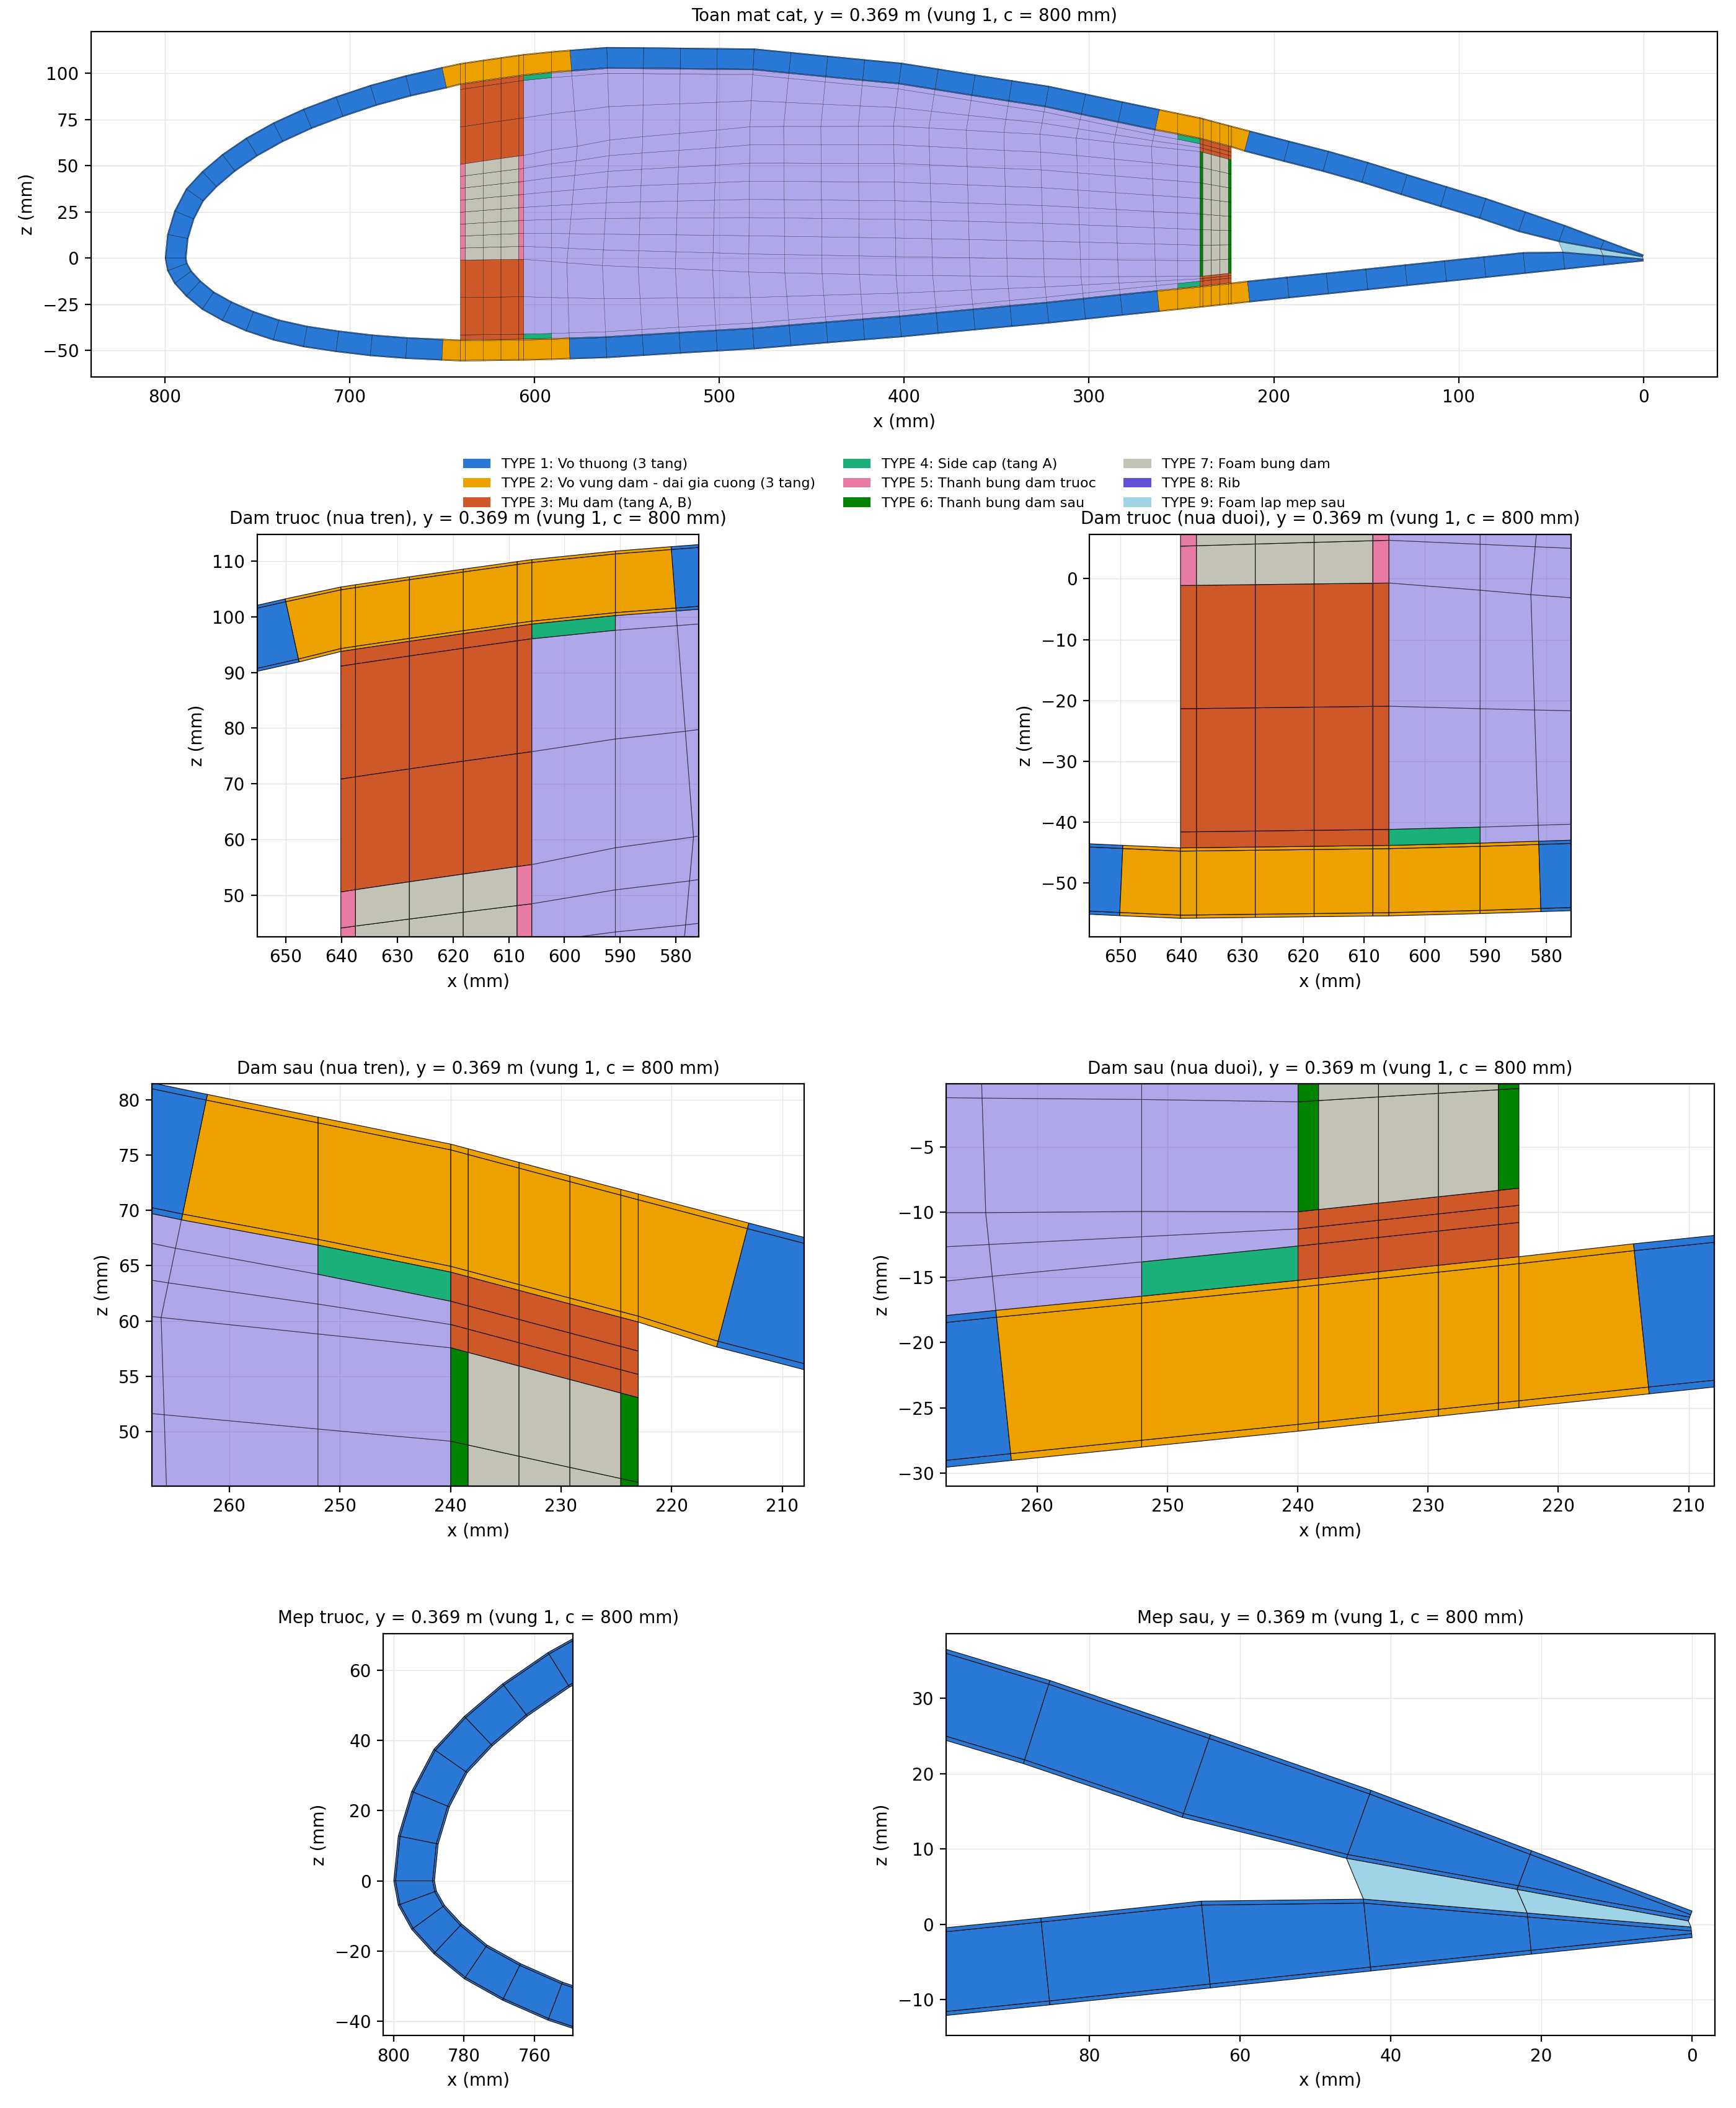 Toan mat cat, y = 0.369 m (vung 1, c = 800 mm)
100
75
50
25
0
−25
−50
z (mm)
800 700 600 500 400 300 200 100 0
x (mm)
TYPE 1: Vo thuong (3 tang)
TYPE 2: Vo vung dam - dai gia cuong (3 tang)
TYPE 3: Mu dam (tang A, B)
TYPE 4: Side cap (tang A)
TYPE 5: Thanh bung dam truoc
TYPE 6: Thanh bung dam sau
TYPE 7: Foam bung dam
TYPE 8: Rib
TYPE 9: Foam lap mep sau
Dam truoc (nua tren), y = 0.369 m (vung 1, c = 800 mm)
110
100
90
80
70
60
50
z (mm)
650 640 630 620 610 600 590 580
x (mm)
Dam truoc (nua duoi), y = 0.369 m (vung 1, c = 800 mm)
0
−10
−20
−30
−40
−50
z (mm)
650 640 630 620 610 600 590 580
x (mm)
Dam sau (nua tren), y = 0.369 m (vung 1, c = 800 mm)
80
75
70
65
60
55
50
z (mm)
260 250 240 230 220 210
x (mm)
Dam sau (nua duoi), y = 0.369 m (vung 1, c = 800 mm)
−5
−10
−15
−20
−25
−30
z (mm)
260 250 240 230 220 210
x (mm)
Mep truoc, y = 0.369 m (vung 1, c = 800 mm)
60
40
20
0
−20
−40
z (mm)
800 780 760
x (mm)
Mep sau, y = 0.369 m (vung 1, c = 800 mm)
30
20
10
0
−10
z (mm)
80 60 40 20 0
x (mm)